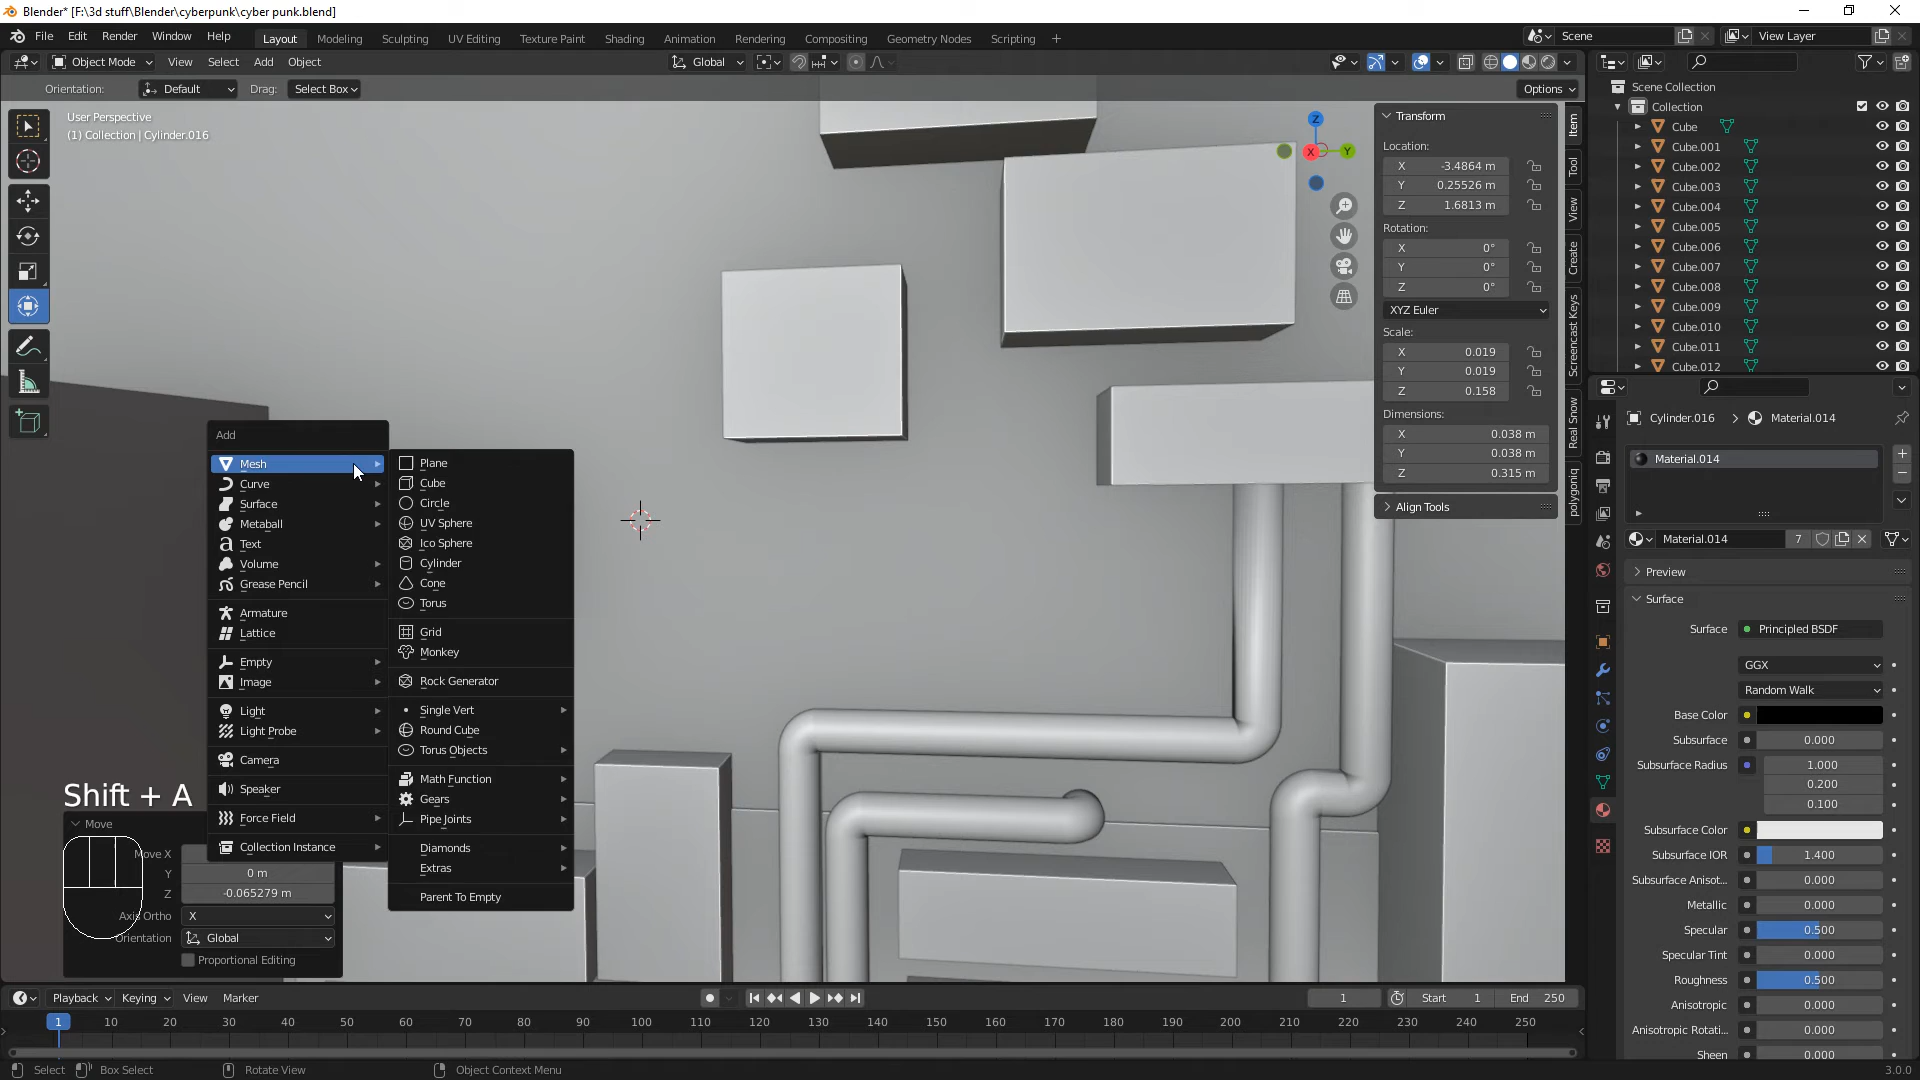 Blender* [F:\3d stuff\Blender\cyberpunk\cyber punk.blend]
File Edit Render Window Help
Layout Modeling Sculpting UV Editing Texture Paint Shading Animation Rendering Compositing Geometry Nodes Scripting +
Scene
View Layer
Object Mode View Select Add Object
Global
Orientation: Default Drag: Select Box
Options
User Perspective
(1) Collection | Cylinder.016
Z
X
Y
Transform
Location:
X -3.4864 m
Y 0.25526 m
Z 1.6813 m
Rotation:
X 0°
Y 0°
Z 0°
XYZ Euler
Scale:
X 0.019
Y 0.019
Z 0.158
Dimensions:
X 0.038 m
Y 0.038 m
Z 0.315 m
Align Tools
Item
Tool
View
Create
Screencast Keys
Real Snow
polygoniq
Scene Collection
Collection
Cube
Cube.001
Cube.002
Cube.003
Cube.004
Cube.005
Cube.006
Cube.007
Cube.008
Cube.009
Cube.010
Cube.011
Cube.012
Cylinder.016 > Material.014
Material.014
Material.014 7
Preview
Surface
Surface Principled BSDF
GGX
Random Walk
Base Color
Subsurface 0.000
Subsurface Radius 1.000
0.200
0.100
Subsurface Color
Subsurface IOR 1.400
Subsurface Anisot... 0.000
Metallic 0.000
Specular 0.500
Specular Tint 0.000
Roughness 0.500
Anisotropic 0.000
Anisotropic Rotati... 0.000
Sheen 0.000
Add
Mesh
Curve
Surface
Metaball
Text
Volume
Grease Pencil
Armature
Lattice
Empty
Image
Light
Light Probe
Camera
Speaker
Force Field
Collection Instance
Plane
Cube
Circle
UV Sphere
Ico Sphere
Cylinder
Cone
Torus
Grid
Monkey
Rock Generator
Single Vert
Round Cube
Torus Objects
Math Function
Gears
Pipe Joints
Diamonds
Extras
Parent To Empty
Shift + A
Move
Move X
Y 0 m
Z -0.065279 m
Axis Ortho X
Orientation Global
Proportional Editing
Playback Keying View Marker
1 Start 1 End 250
1 10 20 30 40 50 60 70 80 90 100 110 120 130 140 150 160 170 180 190 200 210 220 230 240 250
Select Box Select Rotate View Object Context Menu
3.0.0